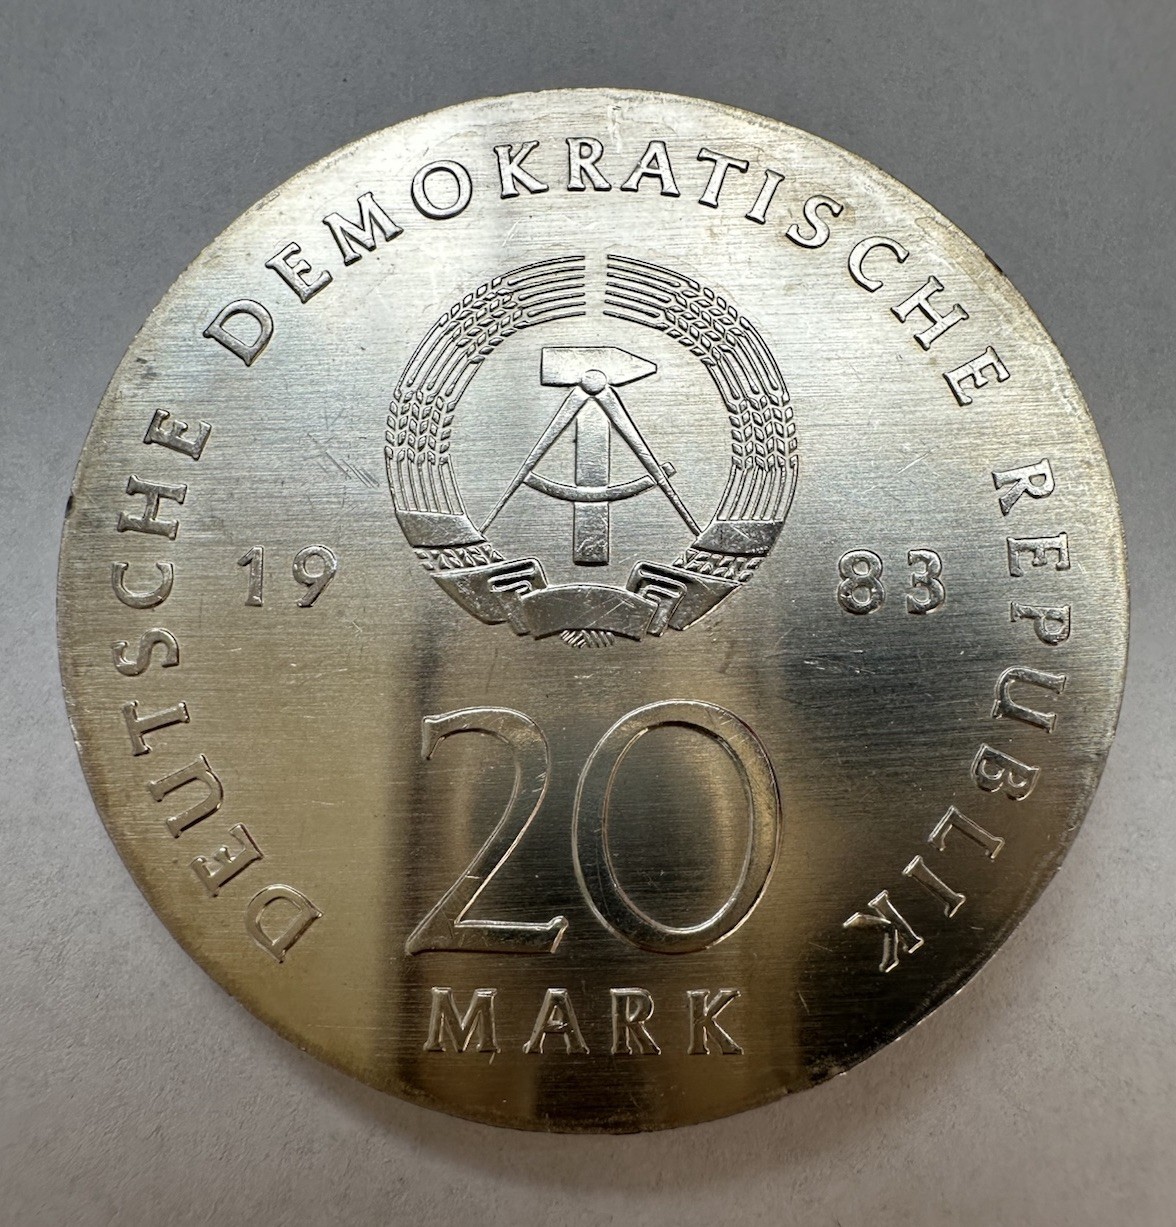 DEUTSCHE DEMOKRATISCHE REPUBLIK
19 83
20
MARK